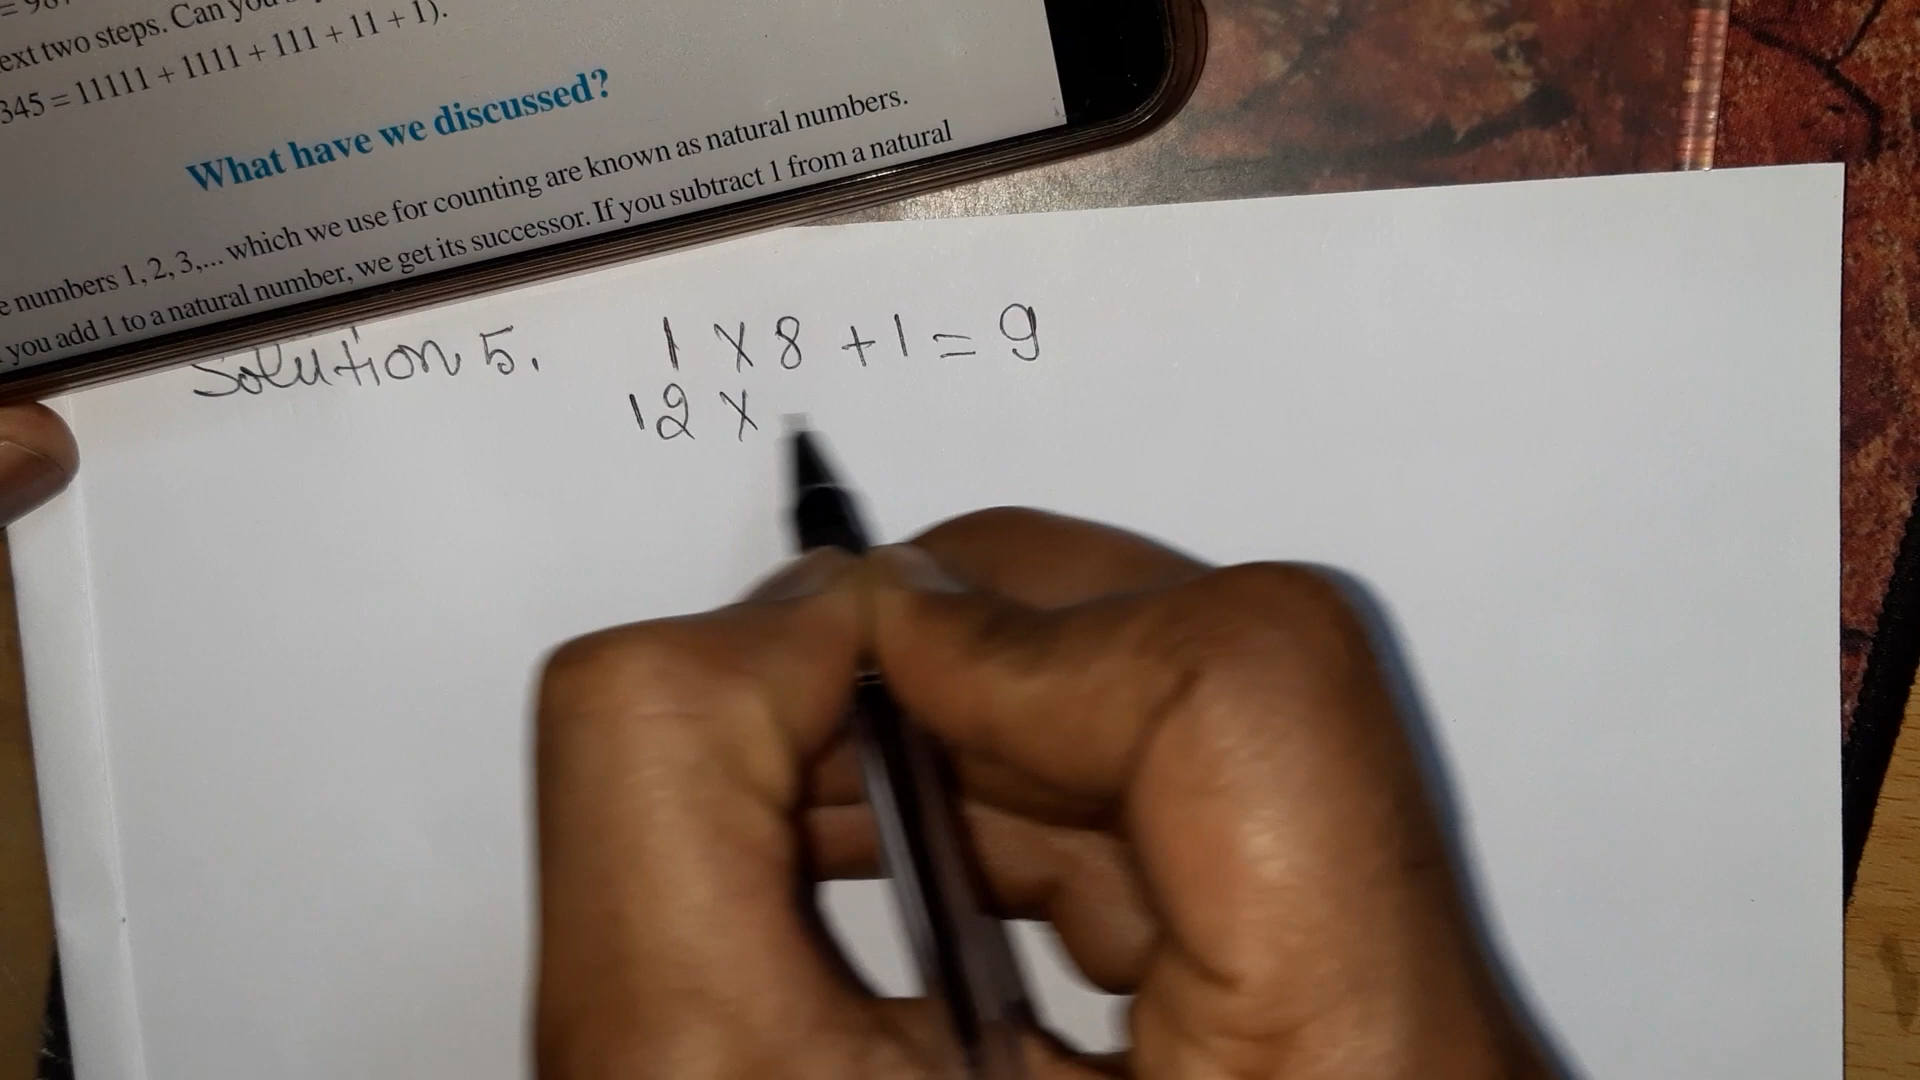 ext two steps. Can you
345 = 11111 + 1111 + 111 + 11 + 1).
What have we discussed?
e numbers 1, 2, 3,... which we use for counting are known as natural numbers.
you add 1 to a natural number, we get its successor. If you subtract 1 from a natural
Solution 5. 1 X 8 + 1 = 9
12 X